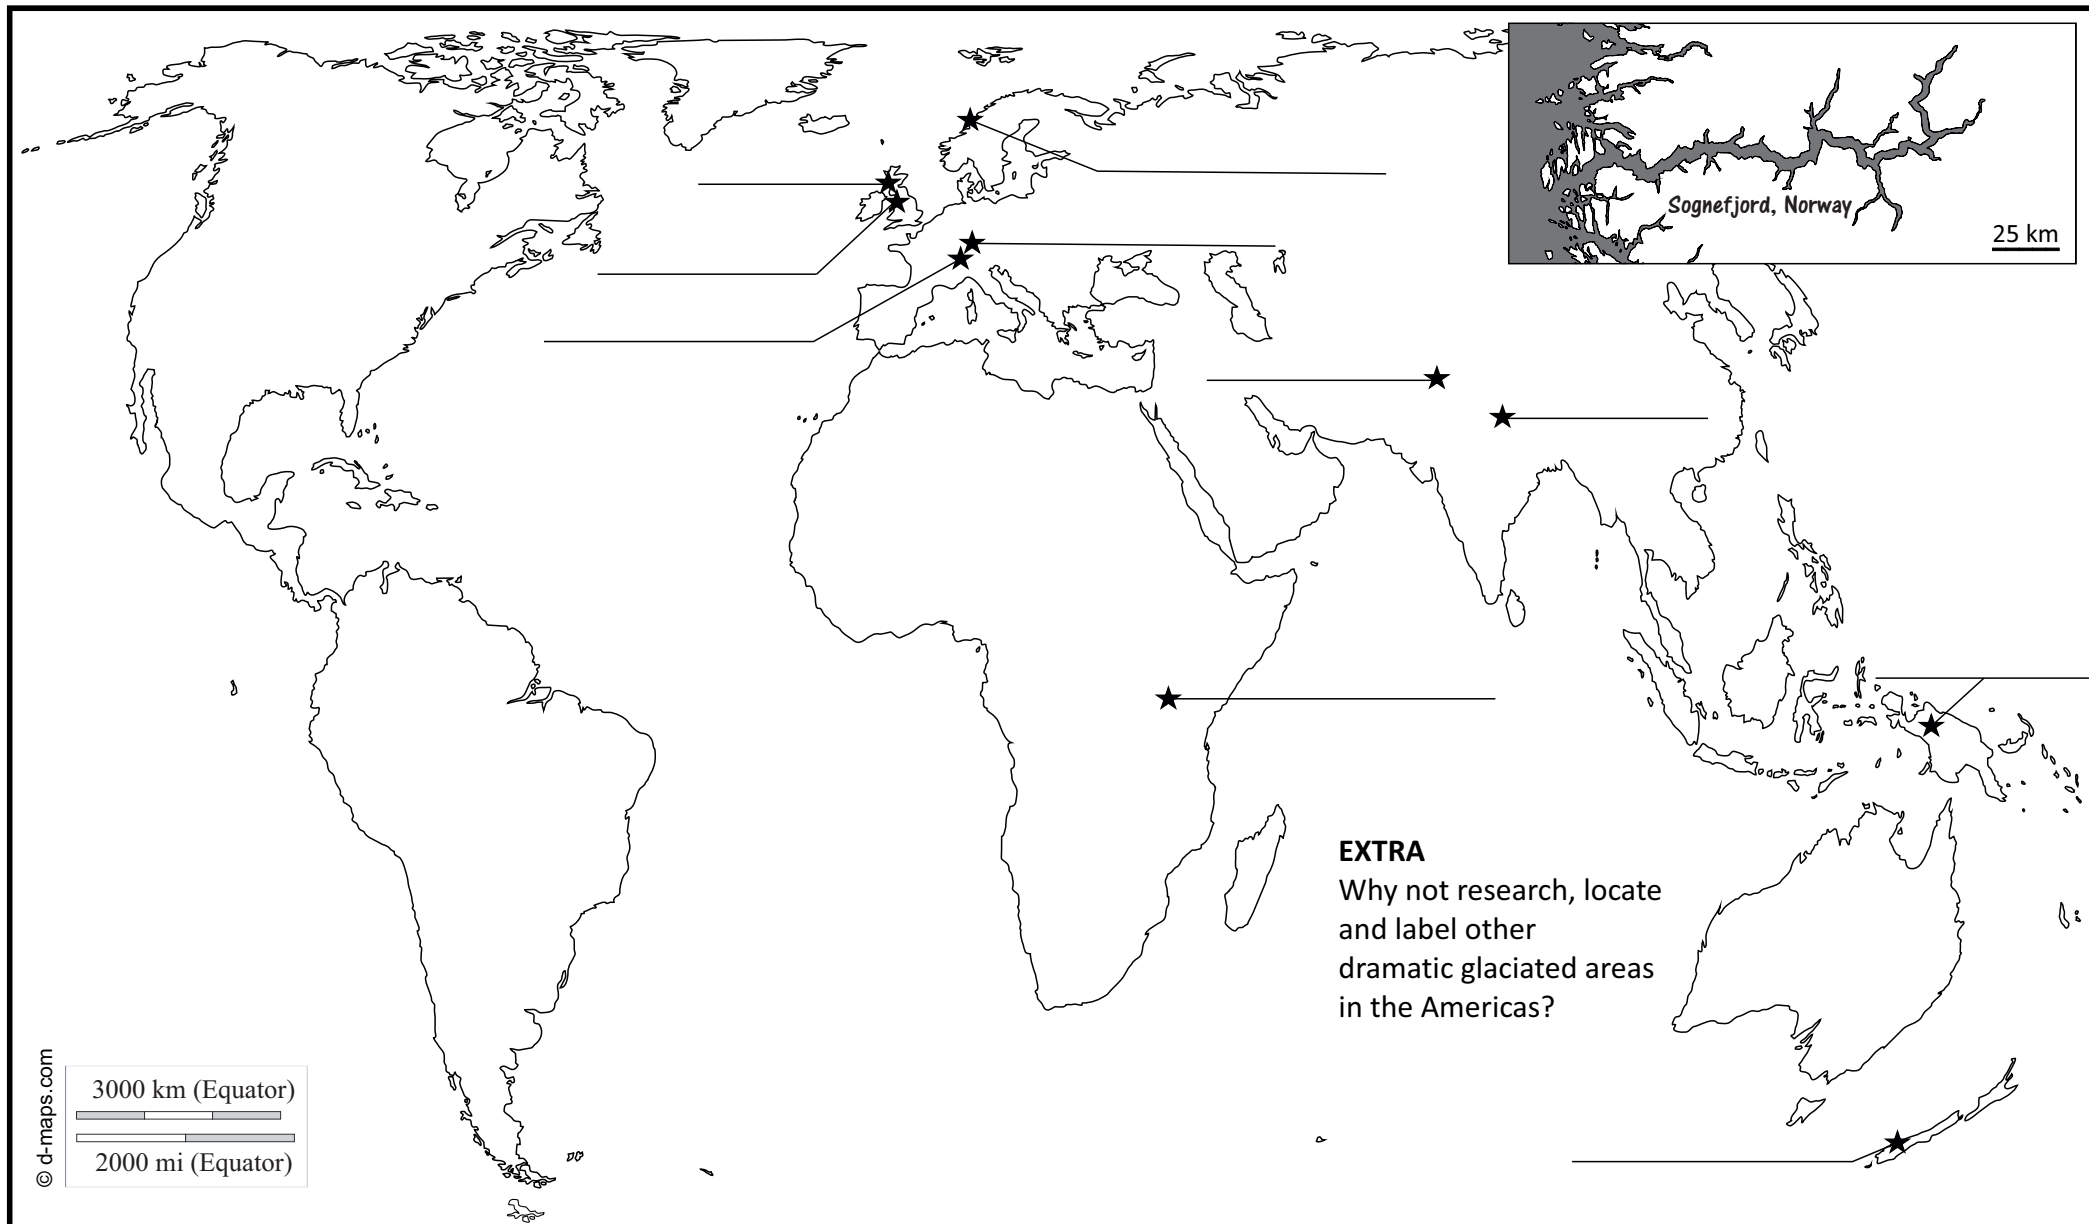 Sognefjord, Norway
25 km
EXTRA
Why not research, locate
and label other
dramatic glaciated areas
in the Americas?
© d-maps.com
3000 km (Equator)
2000 mi (Equator)